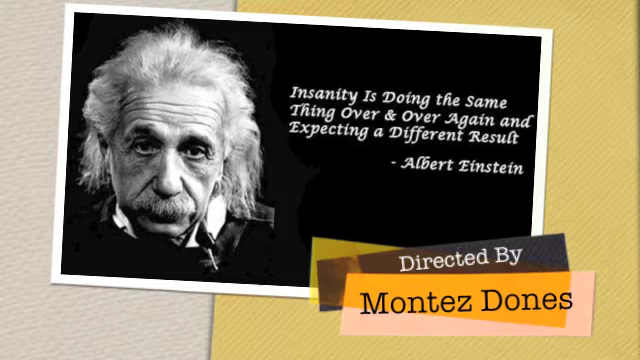 Insanity Is Doing the Same
Thing Over & Over Again and
Expecting a Different Result
- Albert Einstein
Directed By
Montez Dones